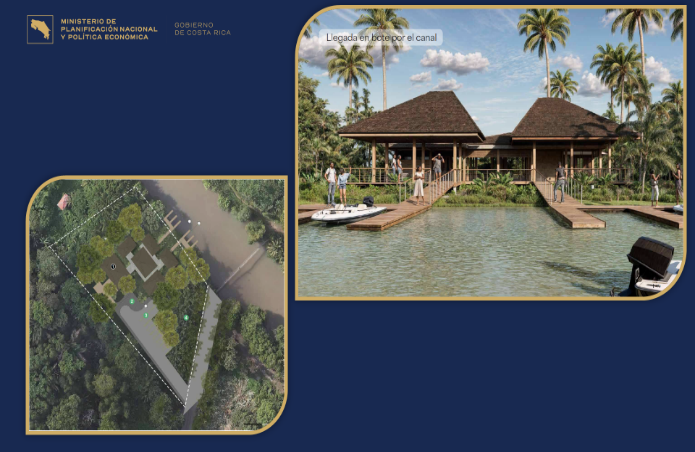 MINISTERIO DE
PLANIFICACIÓN NACIONAL
Y POLÍTICA ECONÓMICA
GOBIERNO
DE COSTA RICA
Llegada en bote por el canal